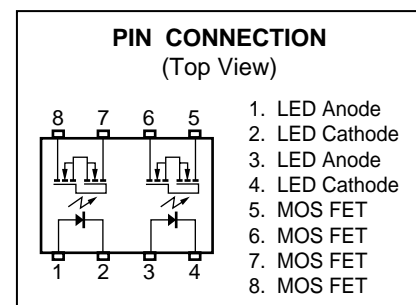 PIN CONNECTION
(Top View)
8 7 6 5
1 2 3 4
1. LED Anode
2. LED Cathode
3. LED Anode
4. LED Cathode
5. MOS FET
6. MOS FET
7. MOS FET
8. MOS FET